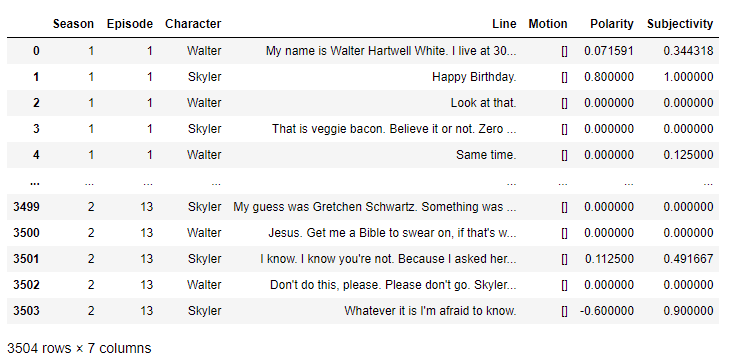 Season Episode Character Line Motion Polarity Subjectivity
0 1 1 Walter My name is Walter Hartwell White. I live at 30... [] 0.071591 0.344318
1 1 1 Skyler Happy Birthday. [] 0.800000 1.000000
2 1 1 Walter Look at that. [] 0.000000 0.000000
3 1 1 Skyler That is veggie bacon. Believe it or not. Zero ... [] 0.000000 0.000000
4 1 1 Walter Same time. [] 0.000000 0.125000
... ... ... ... ... ... ... ...
3499 2 13 Skyler My guess was Gretchen Schwartz. Something was ... [] 0.000000 0.000000
3500 2 13 Walter Jesus. Get me a Bible to swear on, if that's w... [] 0.000000 0.000000
3501 2 13 Skyler I know. I know you're not. Because I asked her... [] 0.112500 0.491667
3502 2 13 Walter Don't do this, please. Please don't go. Skyler... [] 0.000000 0.000000
3503 2 13 Skyler Whatever it is I'm afraid to know. [] -0.600000 0.900000
3504 rows × 7 columns